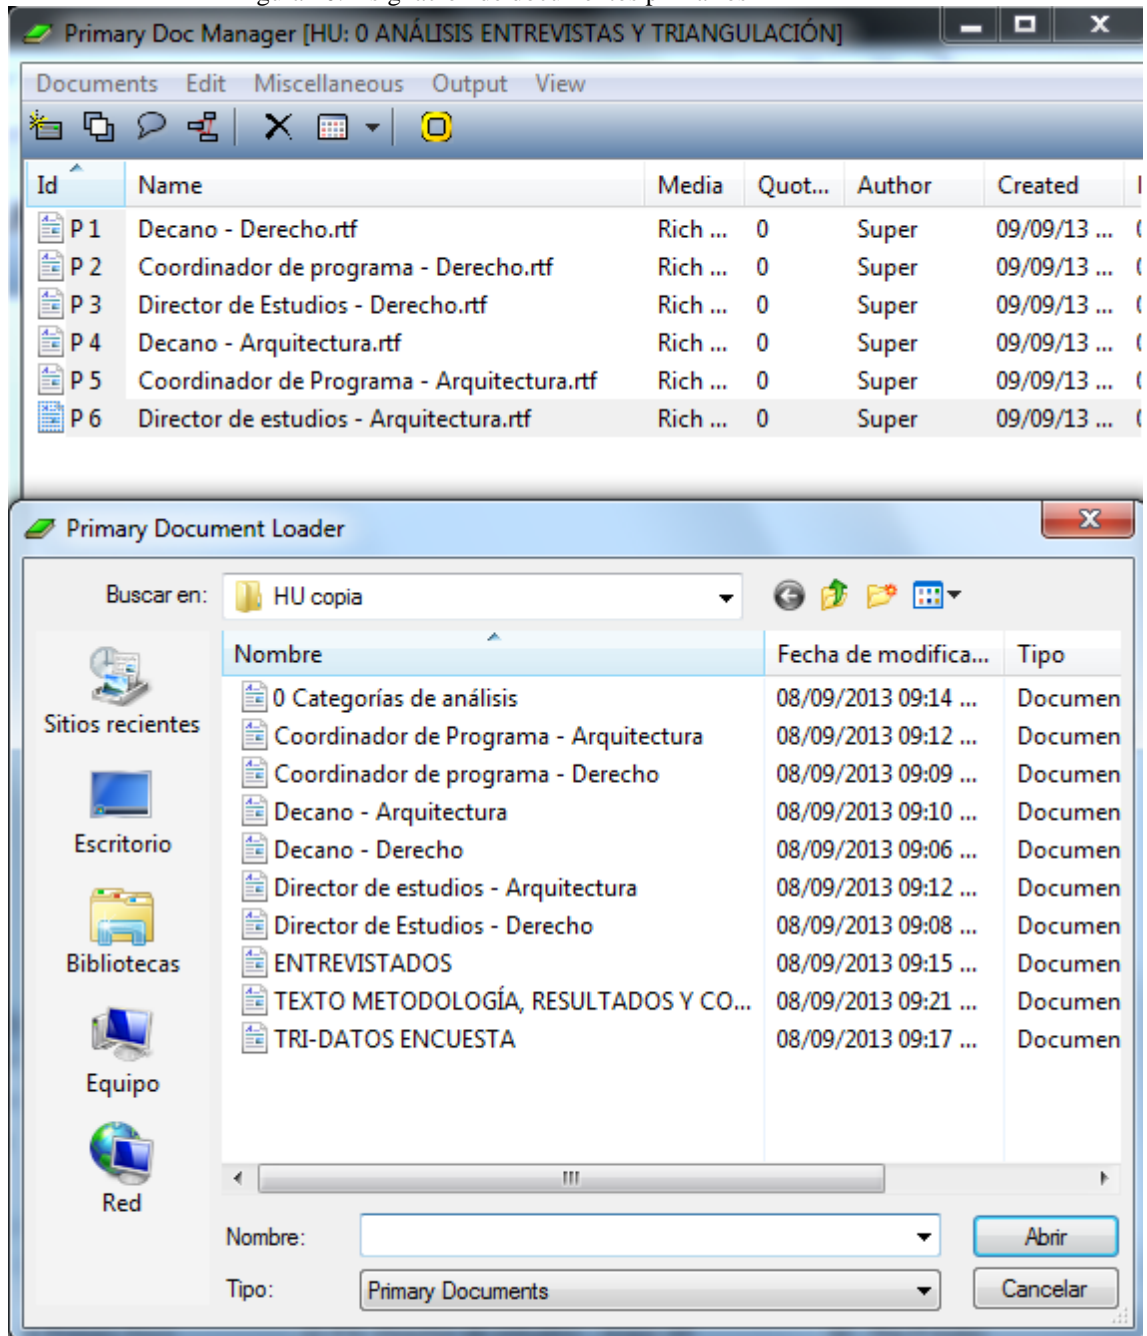 Primary Doc Manager [HU: 0 ANÁLISIS ENTREVISTAS Y TRIANGULACIÓN]
Documents Edit Miscellaneous Output View
Id Name Media Quot... Author Created
P 1 Decano - Derecho.rtf Rich ... 0 Super 09/09/13 ...
P 2 Coordinador de programa - Derecho.rtf Rich ... 0 Super 09/09/13 ...
P 3 Director de Estudios - Derecho.rtf Rich ... 0 Super 09/09/13 ...
P 4 Decano - Arquitectura.rtf Rich ... 0 Super 09/09/13 ...
P 5 Coordinador de Programa - Arquitectura.rtf Rich ... 0 Super 09/09/13 ...
P 6 Director de estudios - Arquitectura.rtf Rich ... 0 Super 09/09/13 ...
Primary Document Loader
Buscar en: HU copia
Nombre Fecha de modifica... Tipo
0 Categorías de análisis 08/09/2013 09:14 ... Documen
Coordinador de Programa - Arquitectura 08/09/2013 09:12 ... Documen
Coordinador de programa - Derecho 08/09/2013 09:09 ... Documen
Decano - Arquitectura 08/09/2013 09:10 ... Documen
Decano - Derecho 08/09/2013 09:06 ... Documen
Director de estudios - Arquitectura 08/09/2013 09:12 ... Documen
Director de Estudios - Derecho 08/09/2013 09:08 ... Documen
ENTREVISTADOS 08/09/2013 09:15 ... Documen
TEXTO METODOLOGÍA, RESULTADOS Y CO... 08/09/2013 09:21 ... Documen
TRI-DATOS ENCUESTA 08/09/2013 09:17 ... Documen
Sitios recientes
Escritorio
Bibliotecas
Equipo
Red
Nombre: Abrir
Tipo: Primary Documents Cancelar